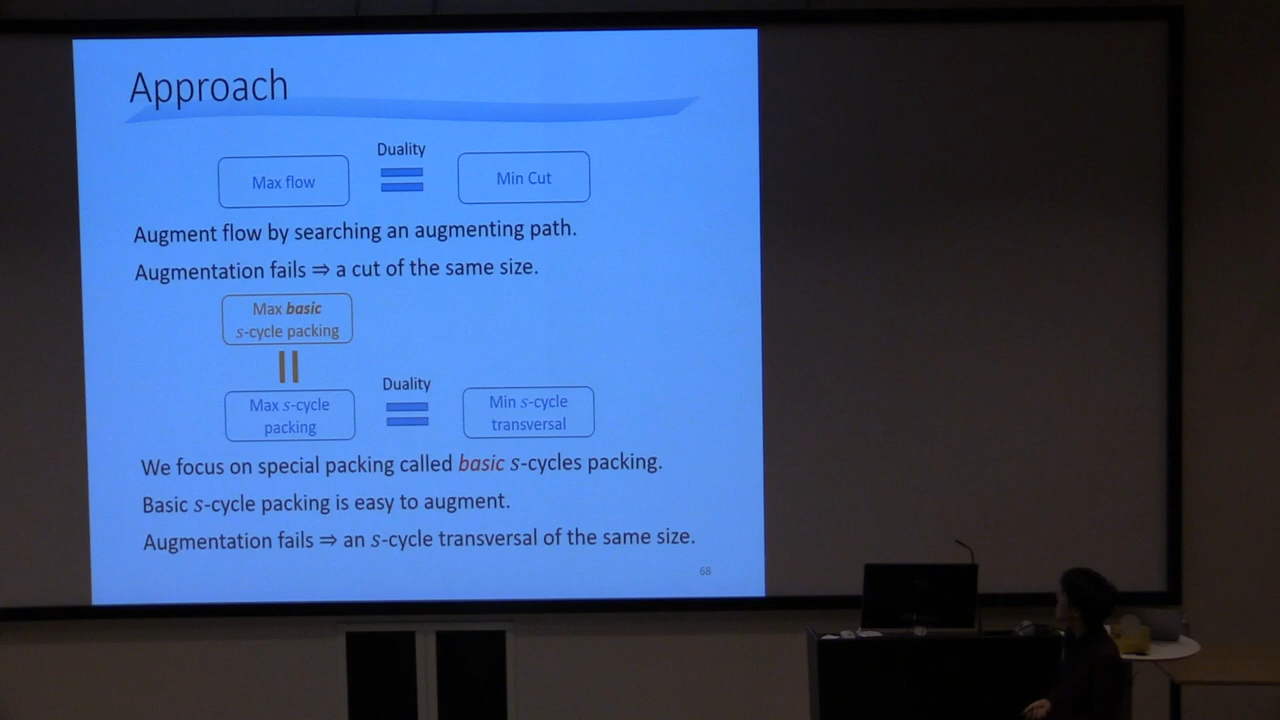 Approach
Duality
Max flow
Min Cut
Augment flow by searching an augmenting path.
Augmentation fails ⇒ a cut of the same size.
Max basic
s-cycle packing
Duality
Max s-cycle
packing
Min s-cycle
transversal
We focus on special packing called basic s-cycles packing.
Basic s-cycle packing is easy to augment.
Augmentation fails ⇒ an s-cycle transversal of the same size.
68